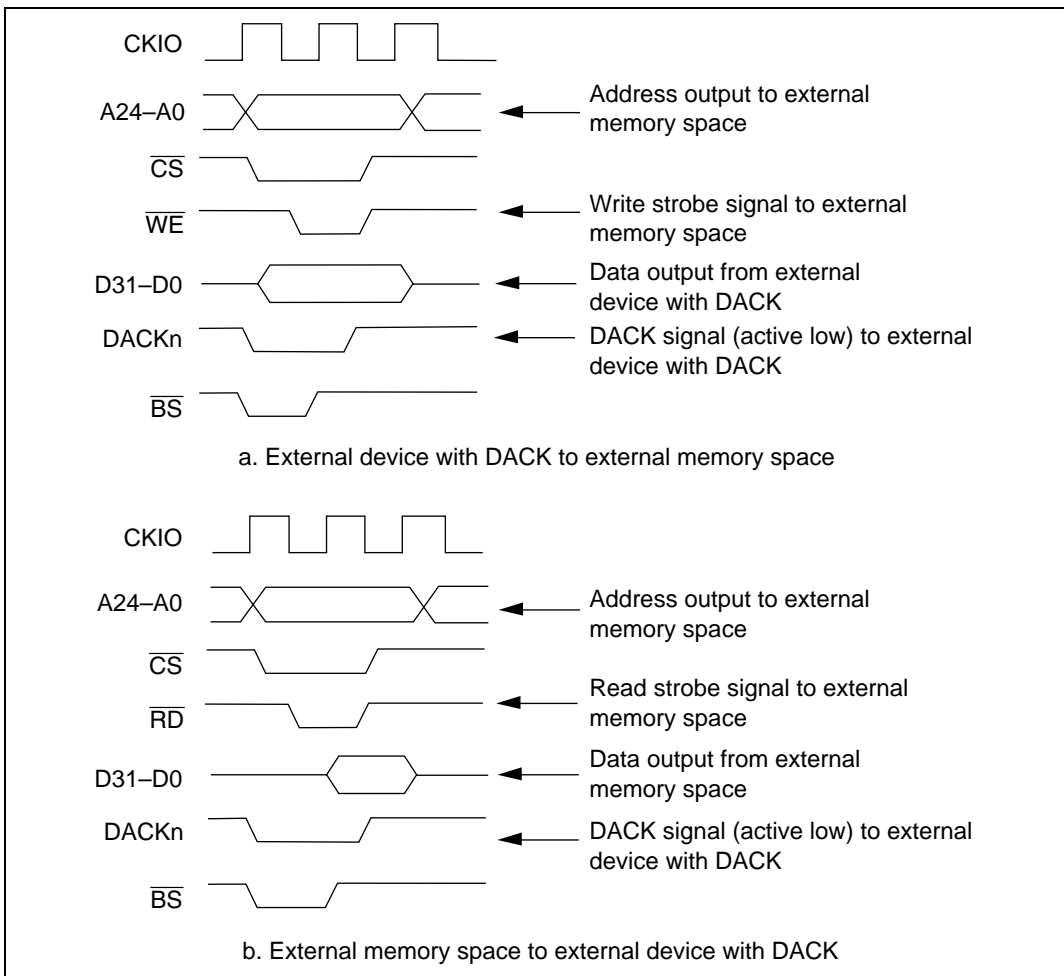 CKIO
A24–A0
Address output to external
memory space
CS
WE
Write strobe signal to external
memory space
D31–D0
Data output from external
device with DACK
DACKn
DACK signal (active low) to external
device with DACK
BS
a. External device with DACK to external memory space
CKIO
A24–A0
Address output to external
memory space
CS
RD
Read strobe signal to external
memory space
D31–D0
Data output from external
memory space
DACKn
DACK signal (active low) to external
device with DACK
BS
b. External memory space to external device with DACK